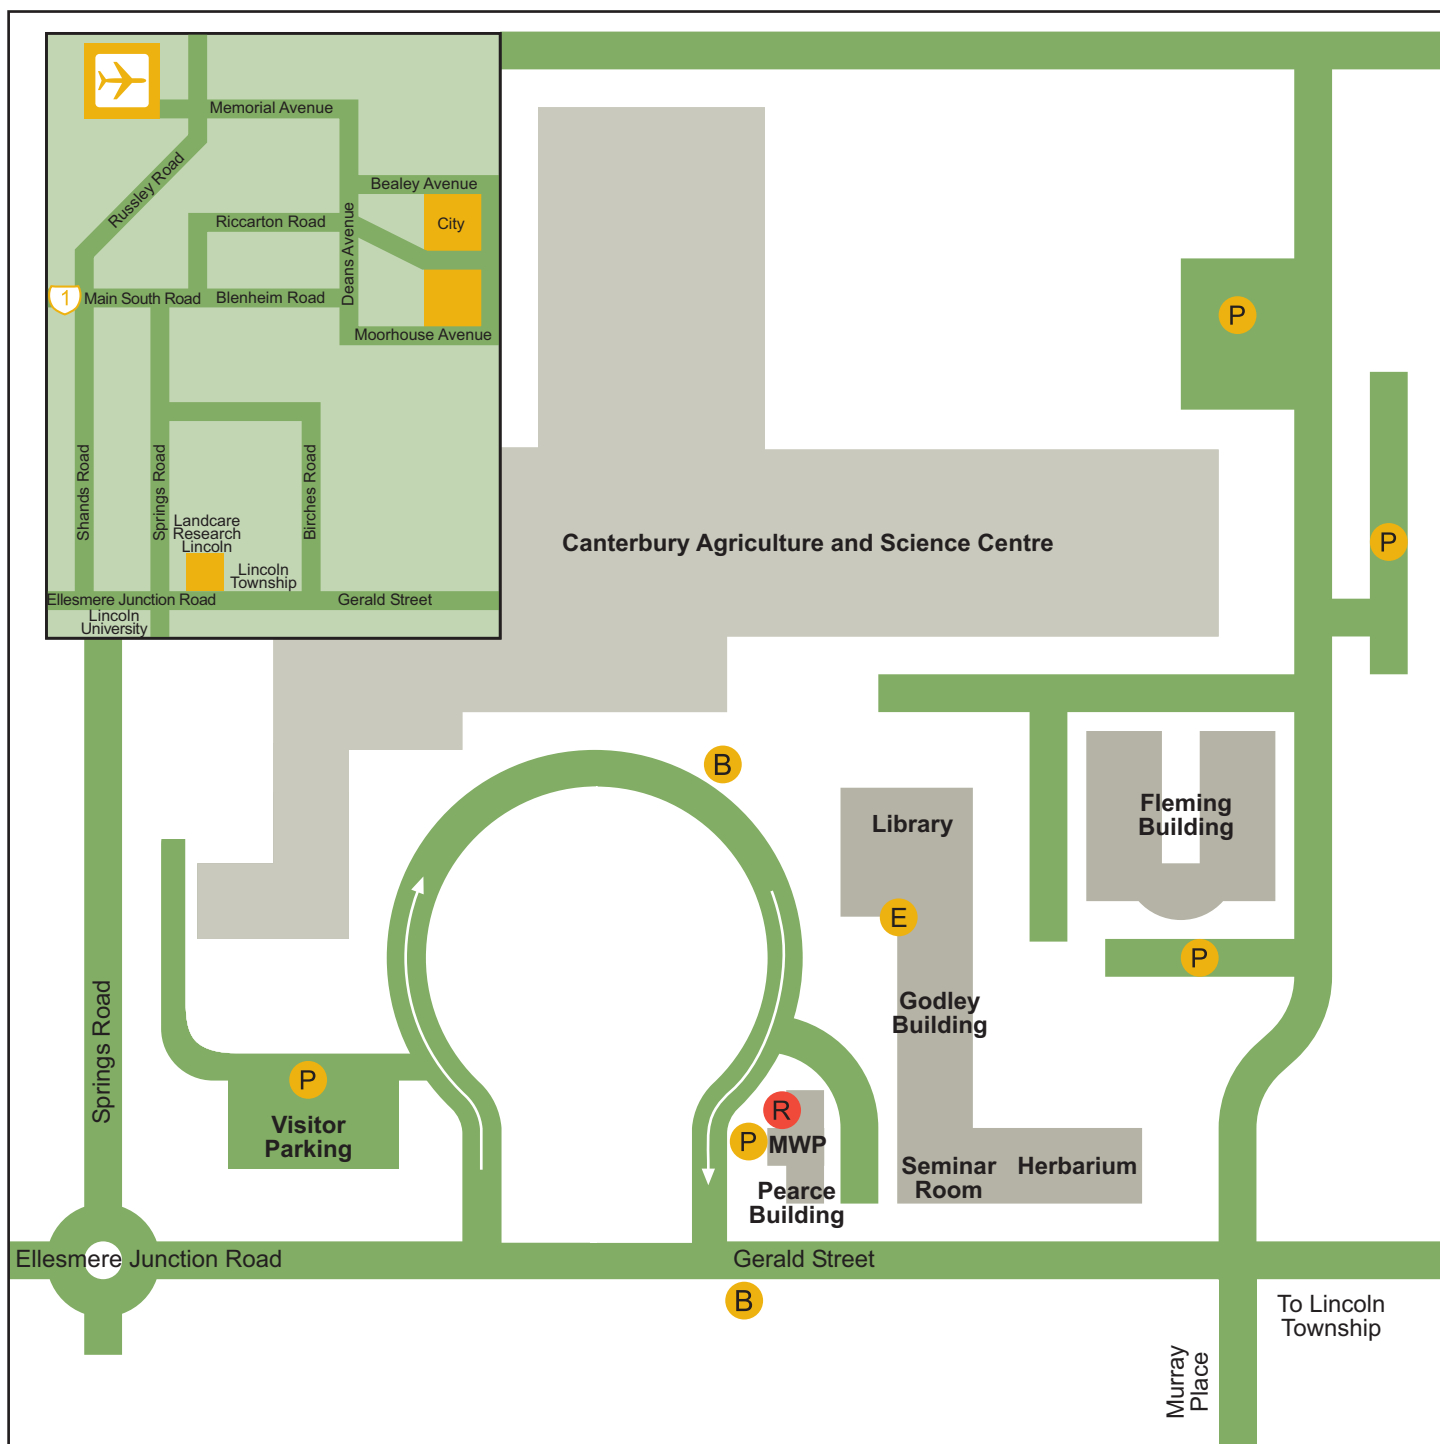 Memorial Avenue
Russley Road
Bealey Avenue
City
Riccarton Road
Deans Avenue
1
Main South Road
Blenheim Road
Moorhouse Avenue
Shands Road
Springs Road
Birches Road
Landcare
Research
Lincoln
Lincoln
Township
Ellesmere Junction Road
Gerald Street
Lincoln
University
P
P
Canterbury Agriculture and Science Centre
B
Library
Fleming
Building
E
P
Godley
Building
Springs Road
P
Visitor
Parking
R
P
MWP
Pearce
Building
Seminar
Room
Herbarium
Ellesmere Junction Road
Gerald Street
B
To Lincoln
Township
Murray
Place